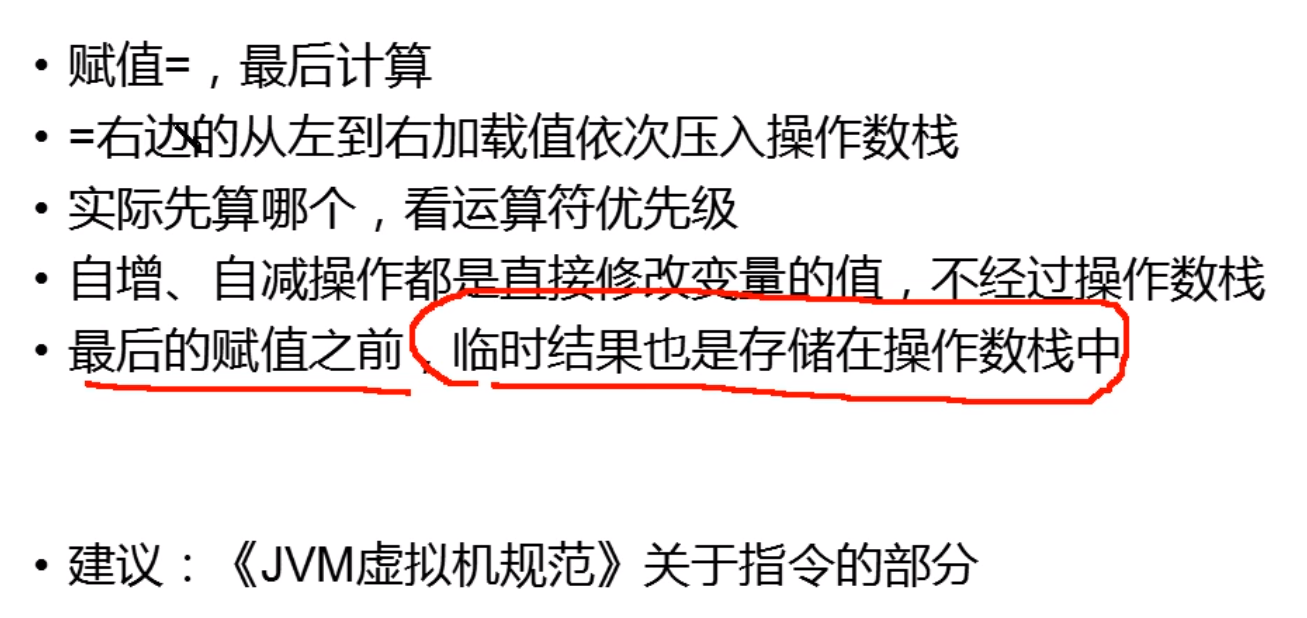 • 赋值=，最后计算
• =右边的从左到右加载值依次压入操作数栈
• 实际先算哪个，看运算符优先级
• 自增、自减操作都是直接修改变量的值，不经过操作数栈
• 最后的赋值之前，临时结果也是存储在操作数栈中
• 建议：《JVM虚拟机规范》关于指令的部分